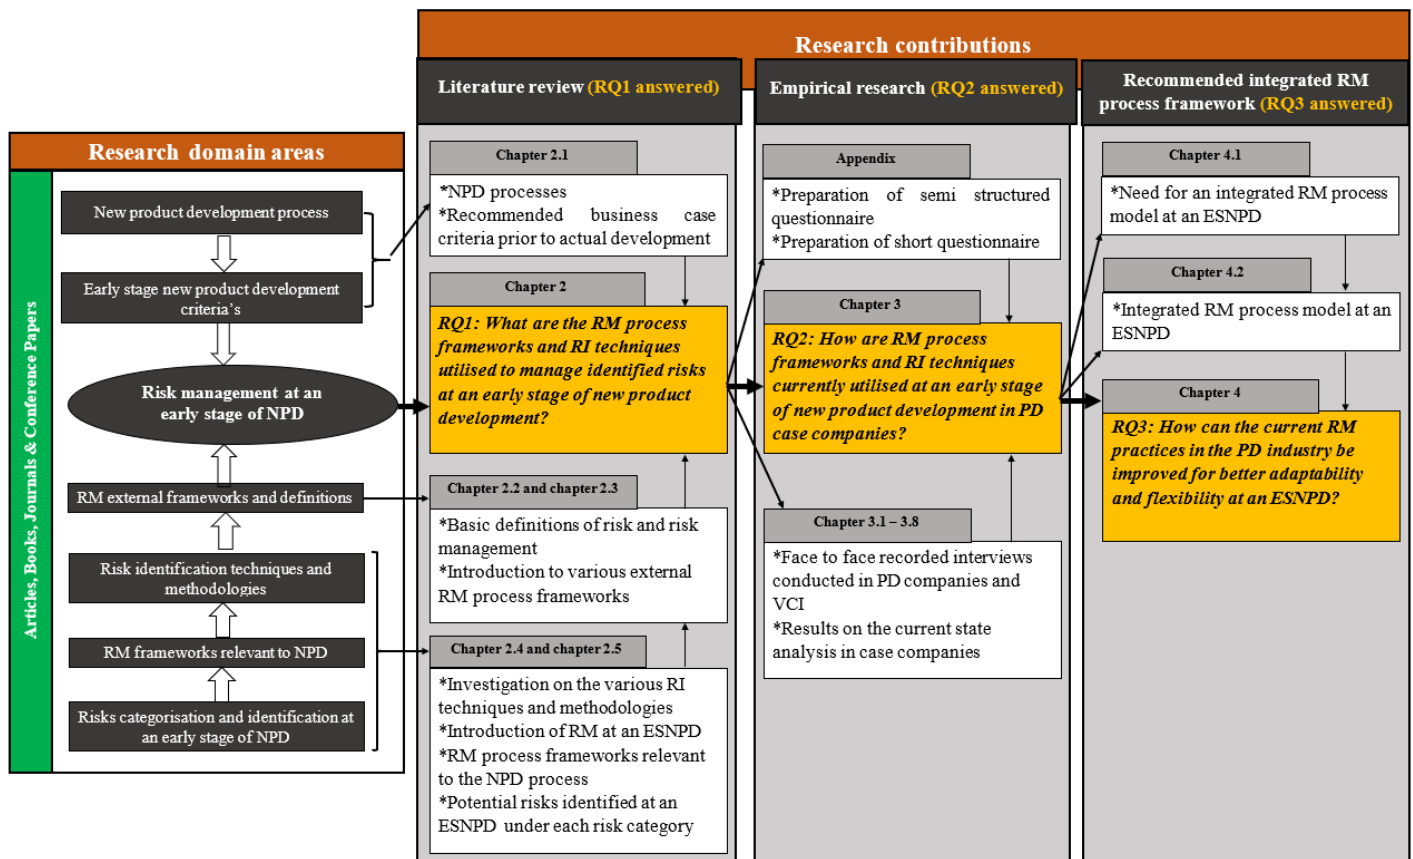 Research contributions
Research domain areas
Articles, Books, Journals & Conference Papers
New product development process
Early stage new product development
criteria's
Risk management at an
early stage of NPD
RM external frameworks and definitions
Risk identification techniques and
methodologies
RM frameworks relevant to NPD
Risks categorisation and identification at
an early stage of NPD
Literature review (RQ1 answered)
Chapter 2.1
*NPD processes
*Recommended business case
criteria prior to actual development
Chapter 2
RQ1: What are the RM process
frameworks and RI techniques
utilised to manage identified risks
at an early stage of new product
development?
Chapter 2.2 and chapter 2.3
*Basic definitions of risk and risk
management
*Introduction to various external
RM process frameworks
Chapter 2.4 and chapter 2.5
*Investigation on the various RI
techniques and methodologies
*Introduction of RM at an ESNPD
*RM process frameworks relevant
to the NPD process
*Potential risks identified at an
ESNPD under each risk category
Empirical research (RQ2 answered)
Appendix
*Preparation of semi structured
questionnaire
*Preparation of short questionnaire
Chapter 3
RQ2: How are RM process
frameworks and RI techniques
currently utilised at an early stage
of new product development in PD
case companies?
Chapter 3.1 – 3.8
*Face to face recorded interviews
conducted in PD companies and
VCI
*Results on the current state
analysis in case companies
Recommended integrated RM
process framework (RQ3 answered)
Chapter 4.1
*Need for an integrated RM process
model at an ESNPD
Chapter 4.2
*Integrated RM process model at an
ESNPD
Chapter 4
RQ3: How can the current RM
practices in the PD industry be
improved for better adaptability
and flexibility at an ESNPD?